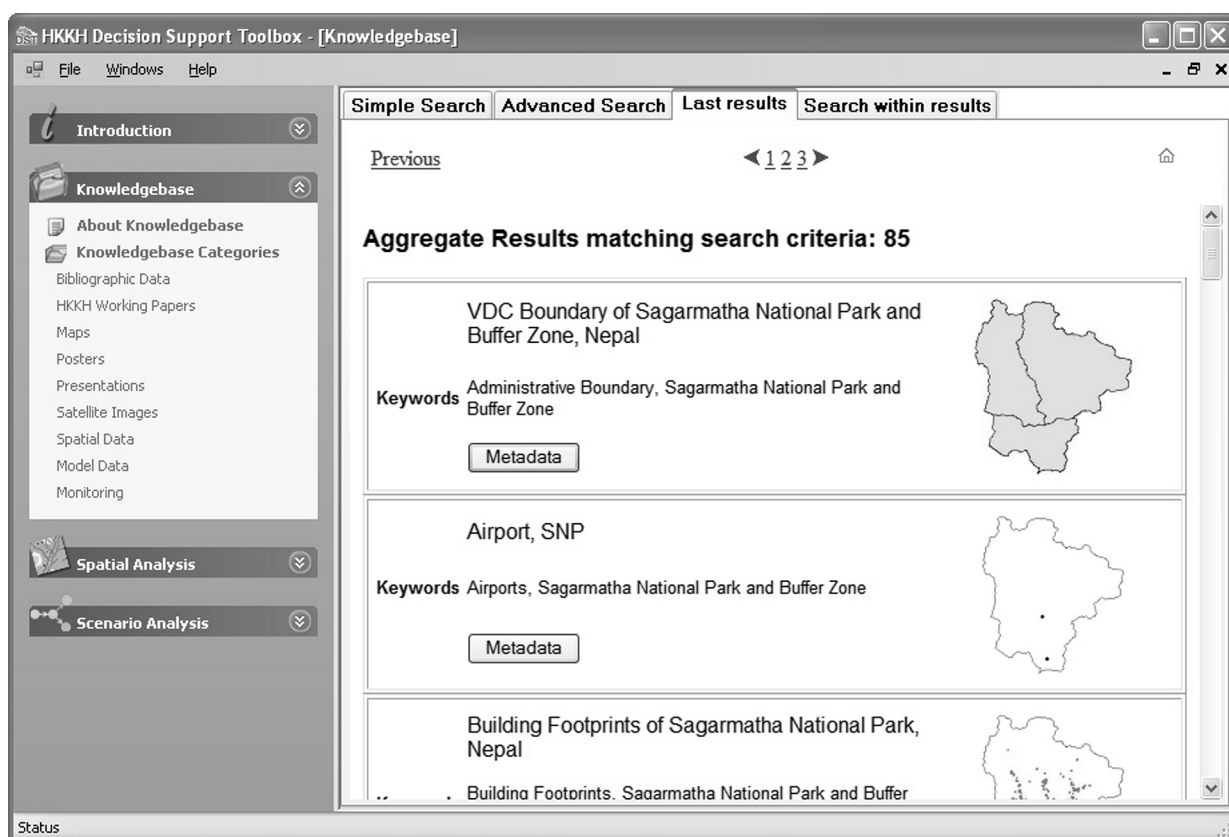 HKKH Decision Support Toolbox - [Knowledgebase]
File Windows Help
Introduction
Knowledgebase
About Knowledgebase
Knowledgebase Categories
Bibliographic Data
HKKH Working Papers
Maps
Posters
Presentations
Satellite Images
Spatial Data
Model Data
Monitoring
Spatial Analysis
Scenario Analysis
Simple Search Advanced Search Last results Search within results
Previous 1 2 3
Aggregate Results matching search criteria: 85
VDC Boundary of Sagarmatha National Park and
Buffer Zone, Nepal
Keywords Administrative Boundary, Sagarmatha National Park and
Buffer Zone
Metadata
Airport, SNP
Keywords Airports, Sagarmatha National Park and Buffer Zone
Metadata
Building Footprints of Sagarmatha National Park,
Nepal
Building Footprints, Sagarmatha National Park and Buffer
Status